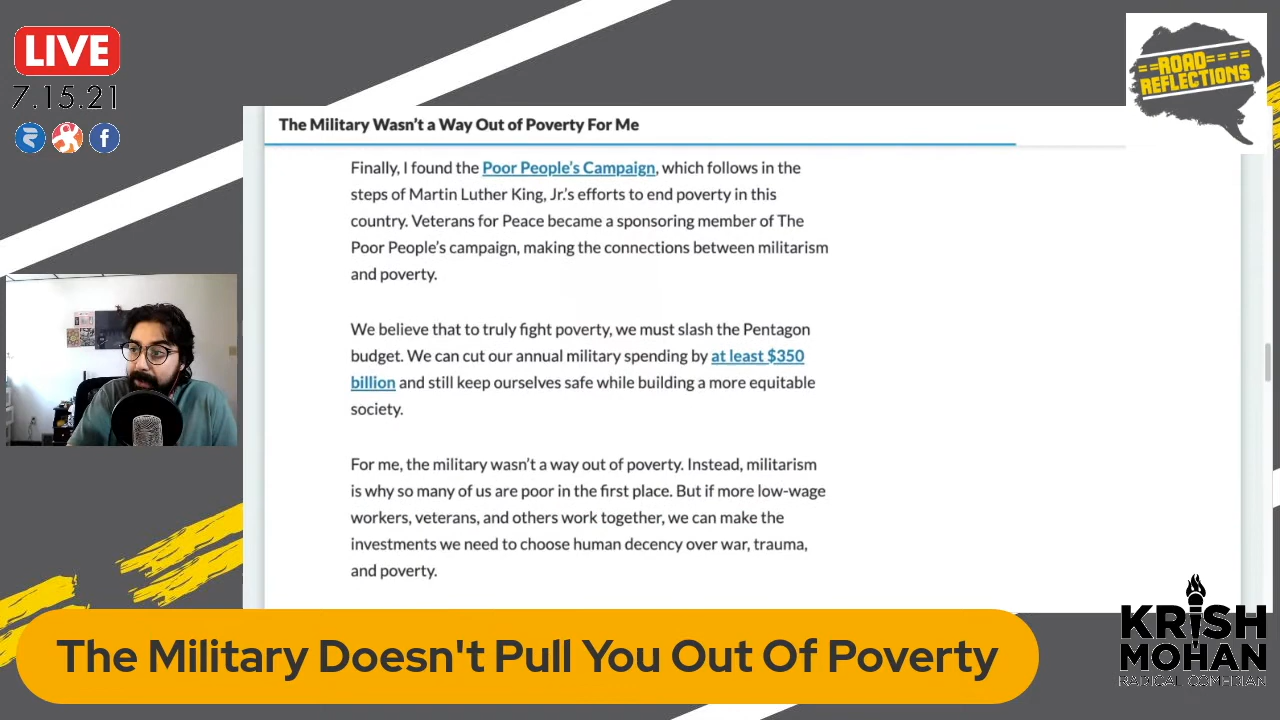 LIVE
7.15.21
==ROAD====
REFLECTIONS
The Military Wasn't a Way Out of Poverty For Me
Finally, I found the Poor People's Campaign, which follows in the
steps of Martin Luther King, Jr.'s efforts to end poverty in this
country. Veterans for Peace became a sponsoring member of The
Poor People's campaign, making the connections between militarism
and poverty.
We believe that to truly fight poverty, we must slash the Pentagon
budget. We can cut our annual military spending by at least $350
billion and still keep ourselves safe while building a more equitable
society.
For me, the military wasn't a way out of poverty. Instead, militarism
is why so many of us are poor in the first place. But if more low-wage
workers, veterans, and others work together, we can make the
investments we need to choose human decency over war, trauma,
and poverty.
The Military Doesn't Pull You Out Of Poverty
KRISH
MOHAN
RADICAL COMEDIAN